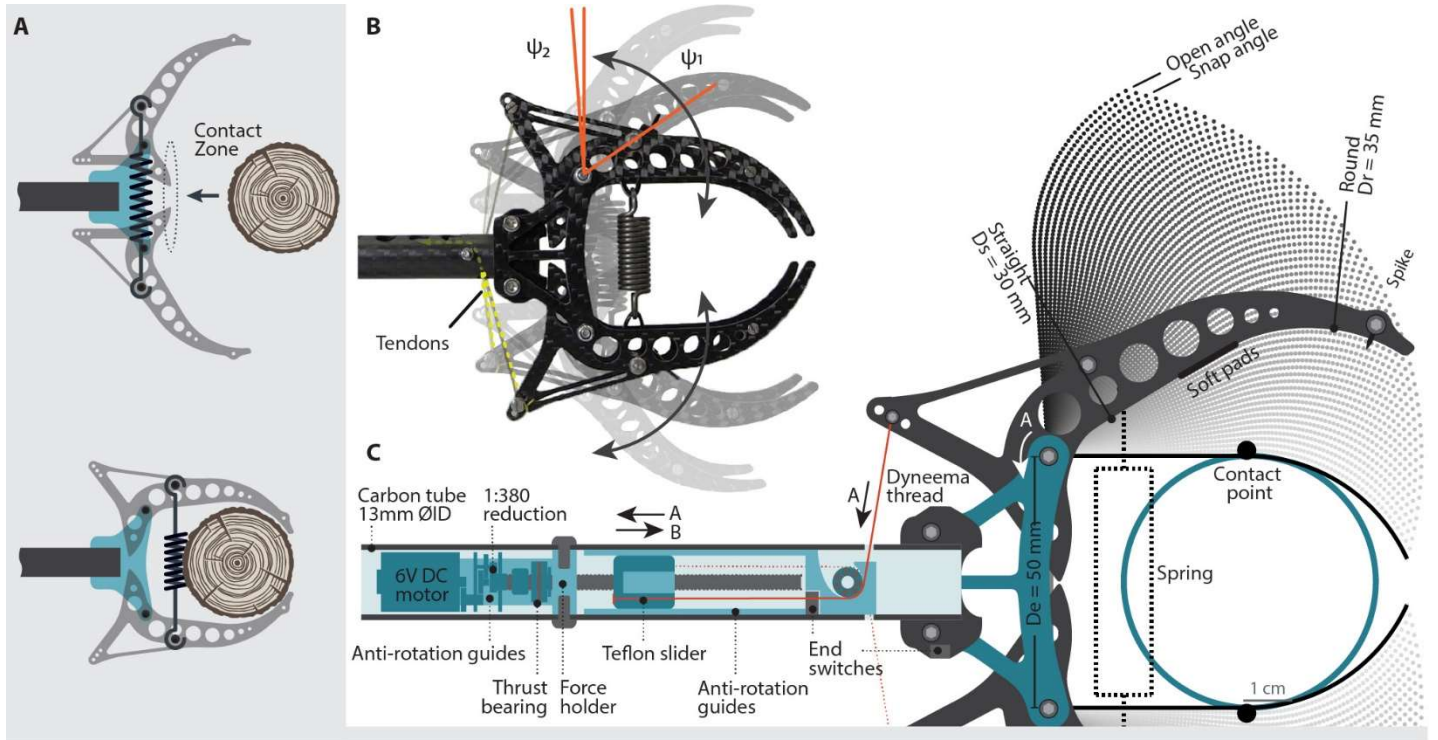 A
Contact
Zone
B
ψ₂
ψ₁
Tendons
C
Carbon tube
13mm ØID
1:380
reduction
A
B
6V DC
motor
Anti-rotation guides
Thrust
bearing
Force
holder
Teflon slider
Anti-rotation
guides
End
switches
A
Dyneema
thread
A
Open angle
Snap angle
Round
Dr = 35 mm
Spike
Straight
Ds = 30 mm
Soft pads
De = 50 mm
Contact
point
Spring
1 cm